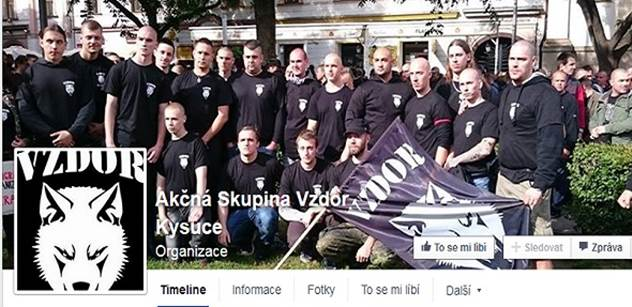 VZDOR
VZDOR
Akčná Skupina Vzdor
Kysuce
Organizace
To se mi líbí
Sledovat
Zpráva
Timeline
Informace
Fotky
To se mi líbí
Další